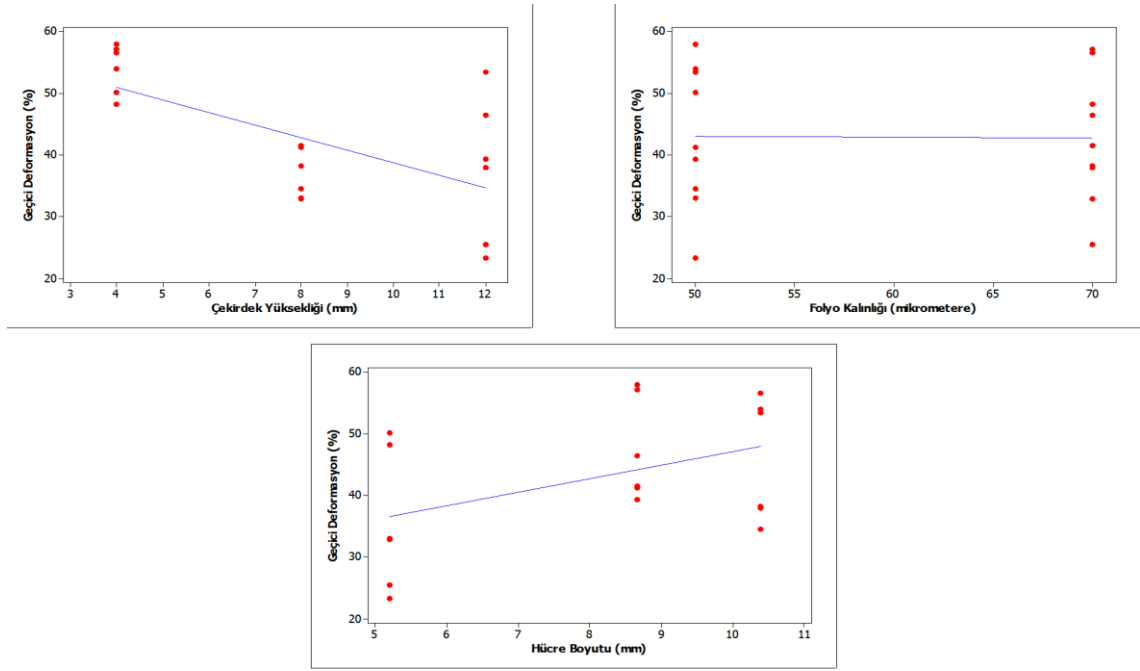 60
50
40
30
20
Geçici Deformasyon (%)
3 4 5 6 7 8 9 10 11 12
Çekirdek Yüksekliği (mm)
60
50
40
30
20
Geçici Deformasyon (%)
50 55 60 65 70
Folyo Kalınlığı (mikrometere)
60
50
40
30
20
Geçici Deformasyon (%)
5 6 7 8 9 10 11
Hücre Boyutu (mm)